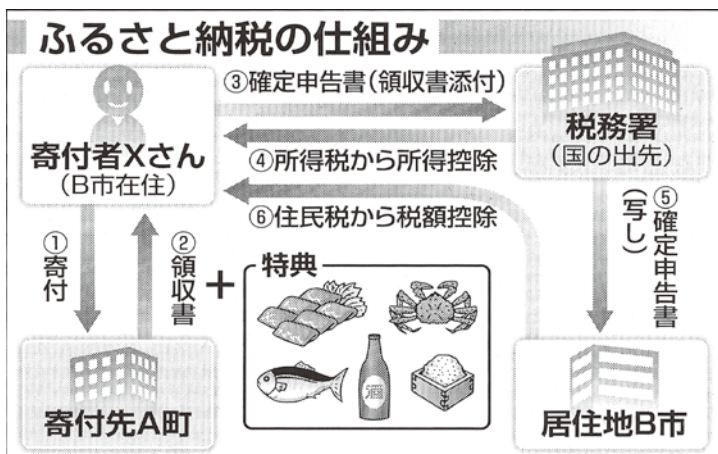 ふるさと納税の仕組み
寄付者Xさん
(B市在住)
③確定申告書(領収書添付)
④所得税から所得控除
⑥住民税から税額控除
税務署
(国の出先)
⑤確定申告書
(写し)
①寄付
②領収書
+
特典
酒
寄付先A町
居住地B市